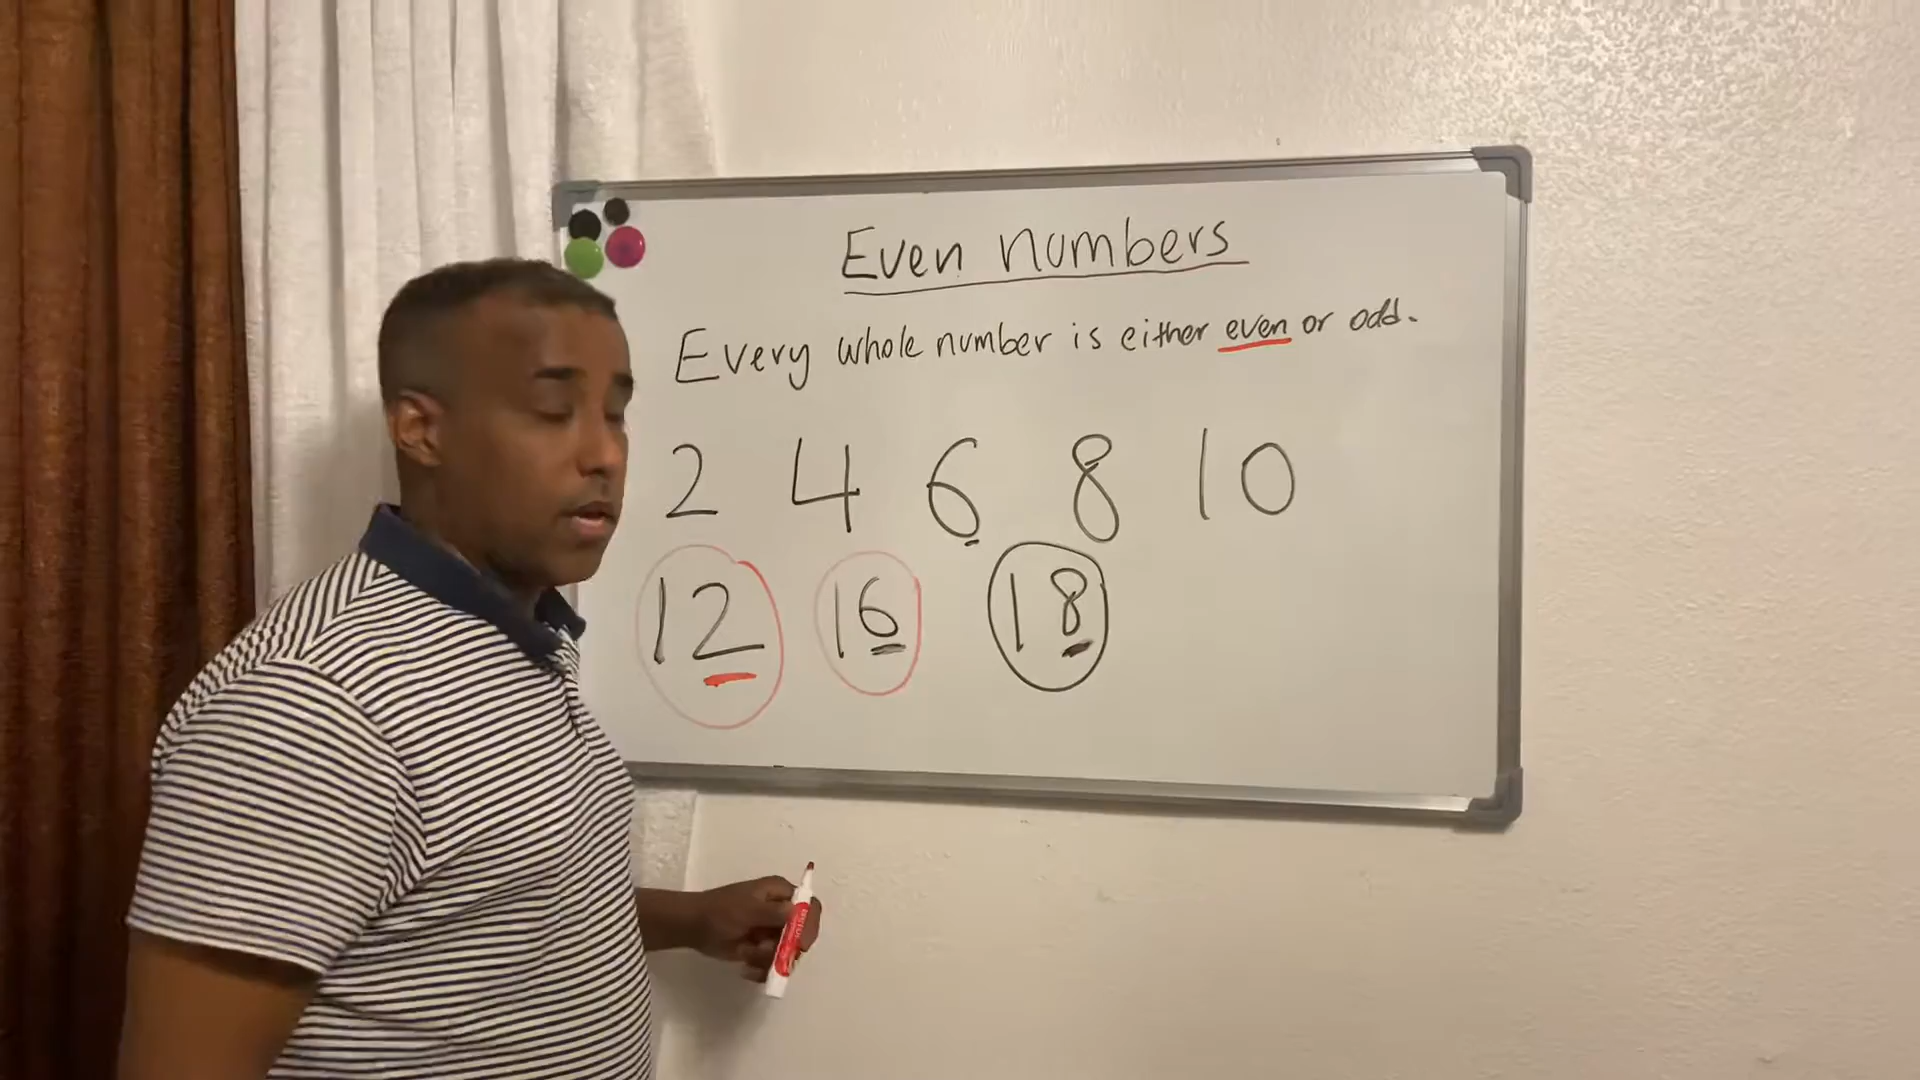 Even numbers
Every whole number is either even or odd.
2 4 6 8 10
12 16 18